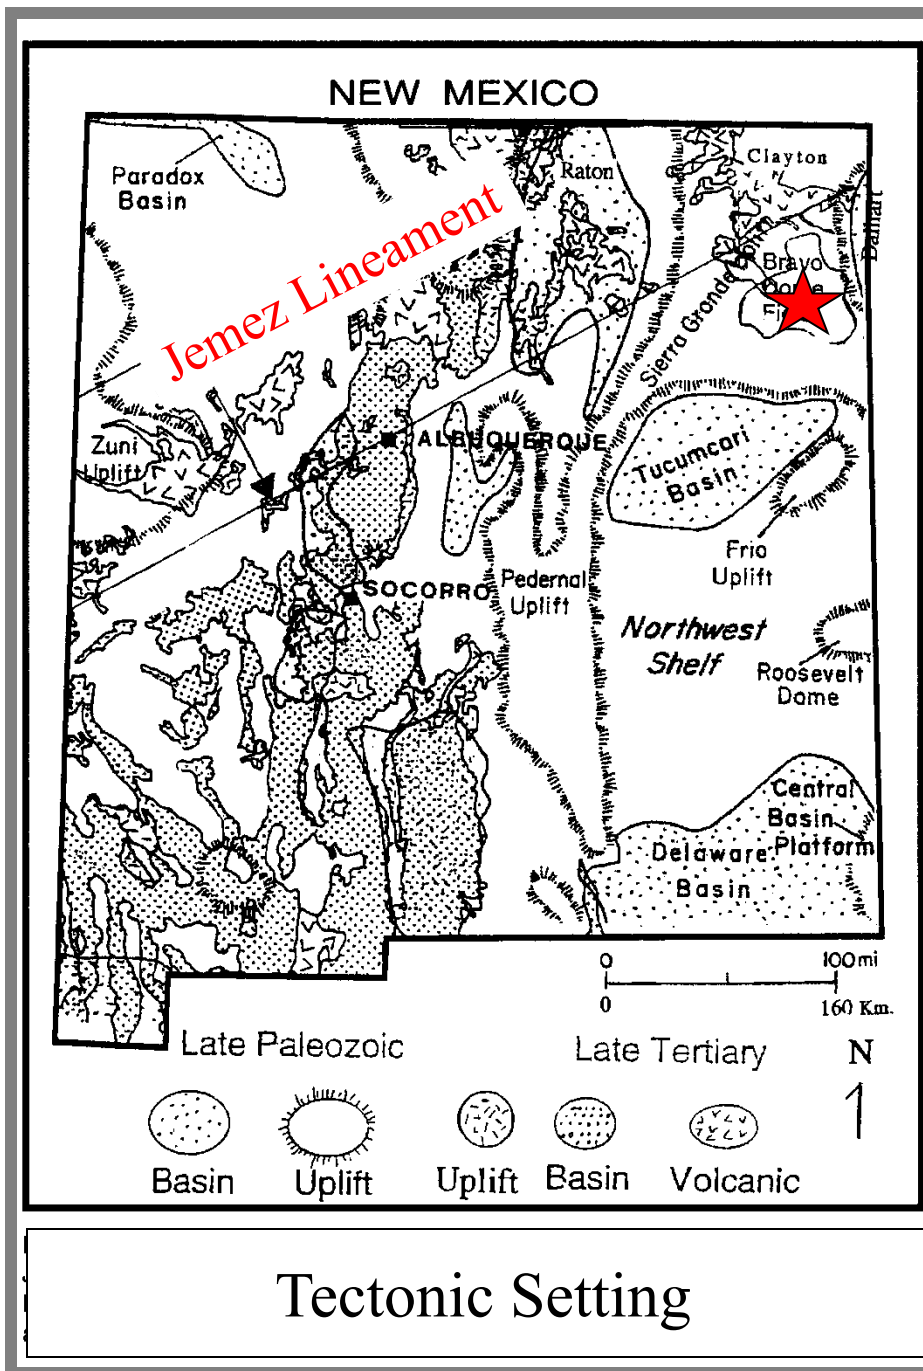 NEW MEXICO
Paradox
Basin
Raton
Clayton
Dalhart
Jemez Lineament
Bravo
Dome
Sierra Grande
Zuni
Uplift
ALBUQUERQUE
Tucumcari
Basin
Frio
Uplift
SOCORRO
Pedernal
Uplift
Northwest
Shelf
Roosevelt
Dome
Central
Basin
Platform
Delaware
Basin
0
100mi
0
160 Km.
Late Paleozoic
Late Tertiary
N
Basin
Uplift
Uplift
Basin
Volcanic
Tectonic Setting